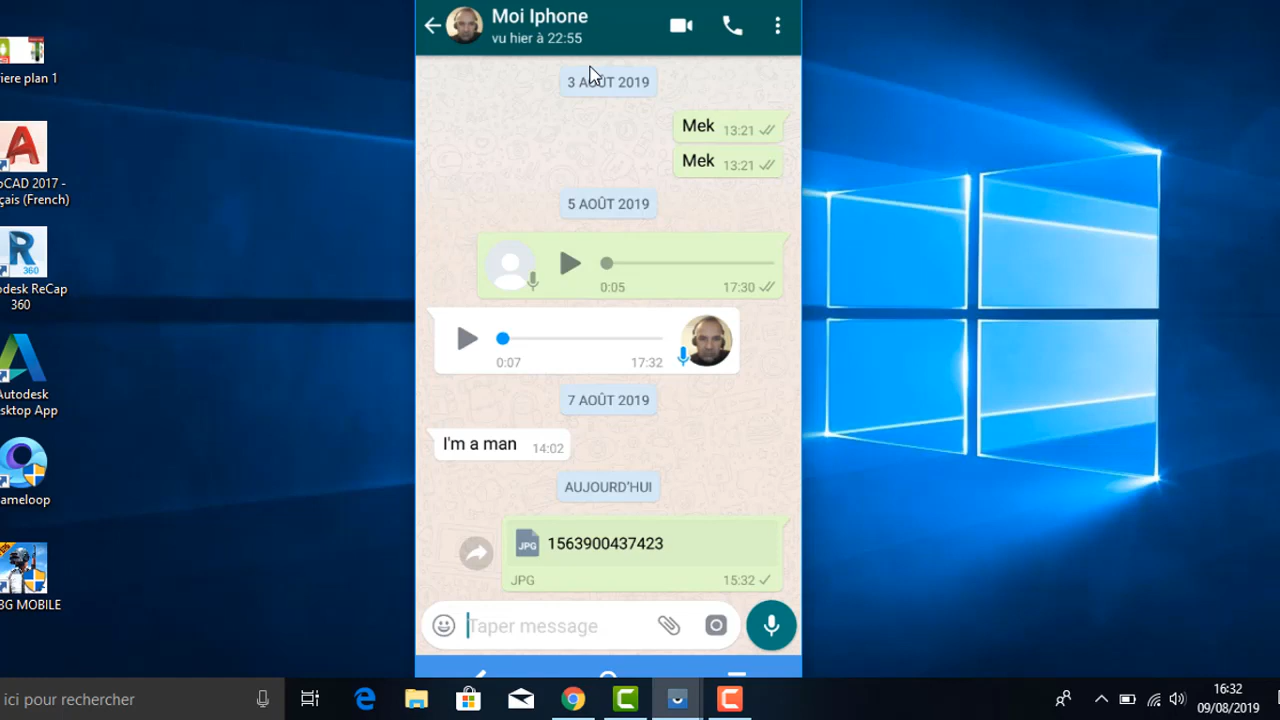 Moi Iphone
vu hier à 22:55
3 AOÛT 2019
Mek 13:21
Mek 13:21
5 AOÛT 2019
0:05 17:30
0:07 17:32
7 AOÛT 2019
I'm a man 14:02
AUJOURD'HUI
JPG 1563900437423
JPG 15:32
Taper message
iere plan 1
oCAD 2017 -
çais (French)
360
desk ReCap
360
Autodesk
sktop App
ameloop
BG MOBILE
ici pour rechercher
16:32
09/08/2019